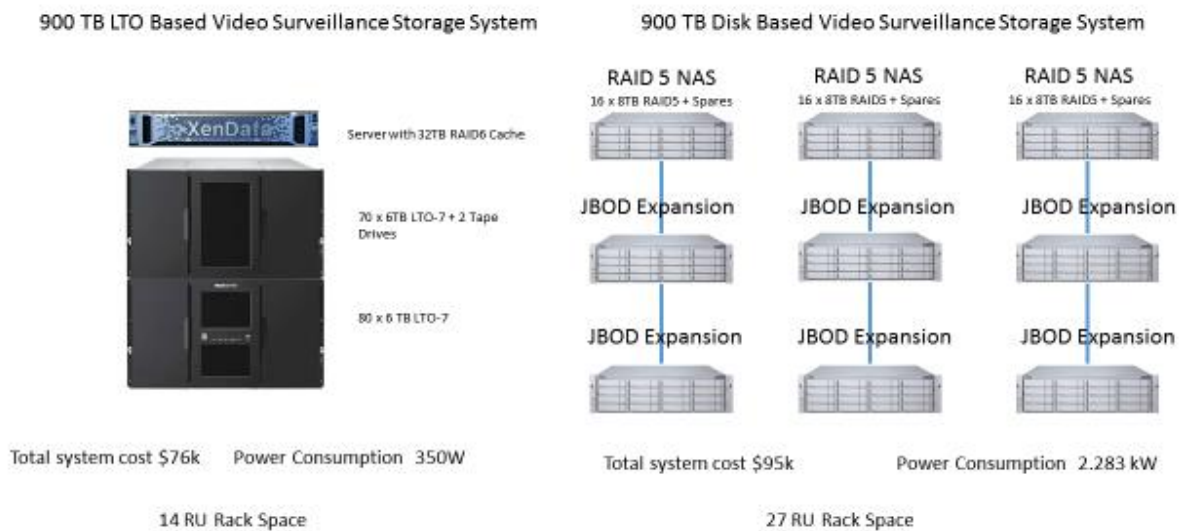 900 TB LTO Based Video Surveillance Storage System
XenData
Server with 32TB RAID6 Cache
70 x 6TB LTO-7 + 2 Tape
Drives
80 x 6 TB LTO-7
Total system cost $76k Power Consumption 350W
14 RU Rack Space
900 TB Disk Based Video Surveillance Storage System
RAID 5 NAS
16 x 8TB RAID5 + Spares
RAID 5 NAS
16 x 8TB RAID5 + Spares
RAID 5 NAS
16 x 8TB RAID5 + Spares
JBOD Expansion
JBOD Expansion
JBOD Expansion
JBOD Expansion
JBOD Expansion
JBOD Expansion
Total system cost $95k Power Consumption 2.283 kW
27 RU Rack Space